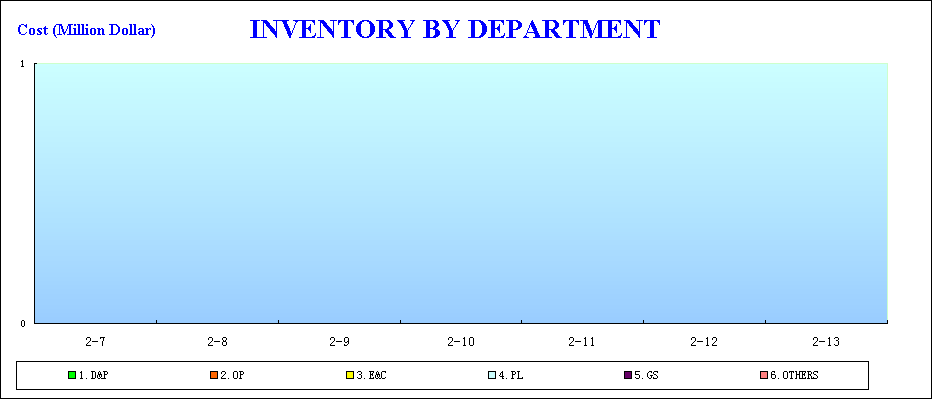 INVENTORY BY DEPARTMENT
Cost (Million Dollar)
1
0
2-7 2-8 2-9 2-10 2-11 2-12 2-13
1.D&P 2.OP 3.E&C 4.PL 5.GS 6.OTHERS